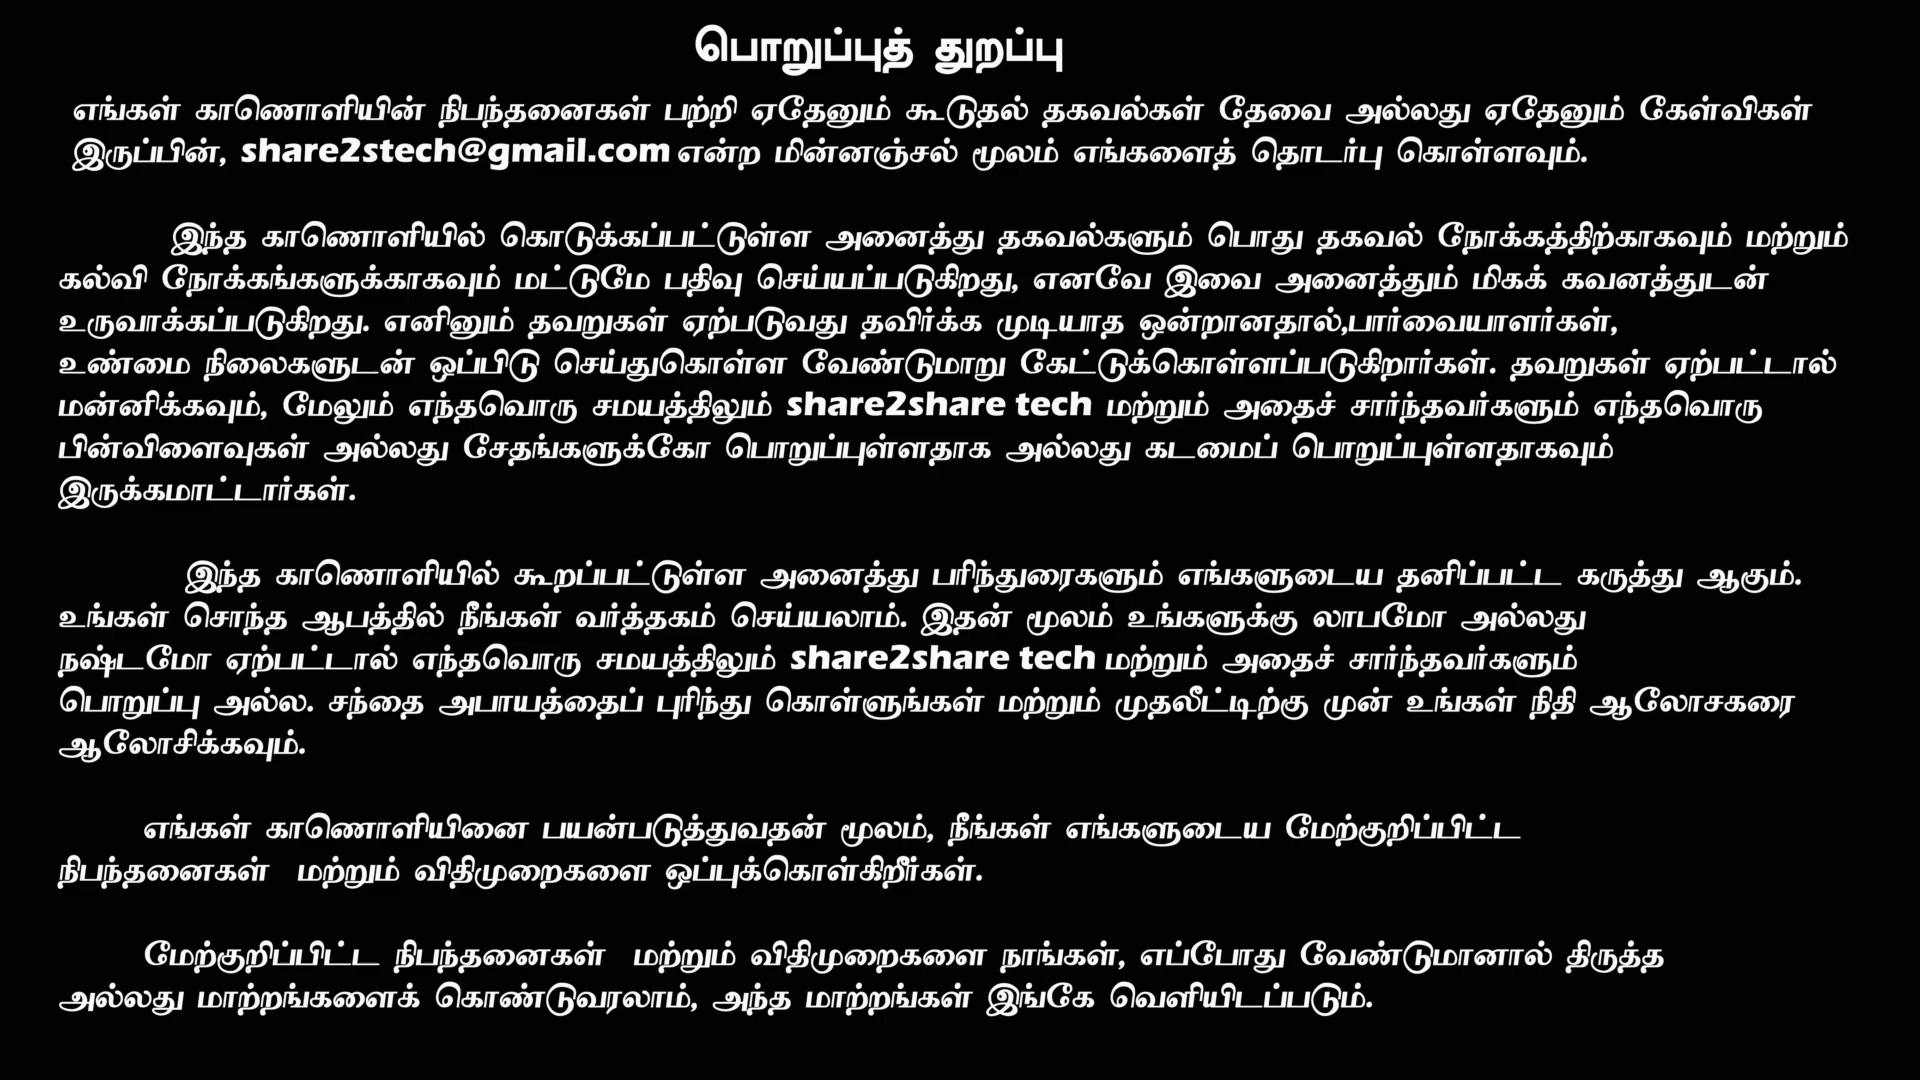 பொறுப்புத் துறப்பு
எங்கள் காணொளியின் நிபந்தனைகள் பற்றி ஏதேனும் கூடுதல் தகவல்கள் தேவை அல்லது ஏதேனும் கேள்விகள்
இருப்பின், share2stech@gmail.com என்ற மின்னஞ்சல் மூலம் எங்களைத் தொடர்பு கொள்ளவும்.
இந்த காணொளியில் கொடுக்கப்பட்டுள்ள அனைத்து தகவல்களும் பொது தகவல் நோக்கத்திற்காகவும் மற்றும்
கல்வி நோக்கங்களுக்காகவும் மட்டுமே பதிவு செய்யப்படுகிறது, எனவே இவை அனைத்தும் மிகக் கவனத்துடன்
உருவாக்கப்படுகிறது. எனினும் தவறுகள் ஏற்படுவது தவிர்க்க முடியாத ஒன்றானதால்,பார்வையாளர்கள்,
உண்மை நிலைகளுடன் ஒப்பிடு செய்துகொள்ள வேண்டுமாறு கேட்டுக்கொள்ளப்படுகிறார்கள். தவறுகள் ஏற்பட்டால்
மன்னிக்கவும், மேலும் எந்தவொரு சமயத்திலும் share2share tech மற்றும் அதைச் சார்ந்தவர்களும் எந்தவொரு
பின்விளைவுகள் அல்லது சேதங்களுக்கோ பொறுப்புள்ளதாக அல்லது கடமைப் பொறுப்புள்ளதாகவும்
இருக்கமாட்டார்கள்.
இந்த காணொளியில் கூறப்பட்டுள்ள அனைத்து பரிந்துரைகளும் எங்களுடைய தனிப்பட்ட கருத்து ஆகும்.
உங்கள் சொந்த ஆபத்தில் நீங்கள் வர்த்தகம் செய்யலாம். இதன் மூலம் உங்களுக்கு லாபமோ அல்லது
நஷ்டமோ ஏற்பட்டால் எந்தவொரு சமயத்திலும் share2share tech மற்றும் அதைச் சார்ந்தவர்களும்
பொறுப்பு அல்ல. சந்தை அபாயத்தைப் புரிந்து கொள்ளுங்கள் மற்றும் முதலீட்டிற்கு முன் உங்கள் நிதி ஆலோசகரை
ஆலோசிக்கவும்.
எங்கள் காணொளியினை பயன்படுத்துவதன் மூலம், நீங்கள் எங்களுடைய மேற்குறிப்பிட்ட
நிபந்தனைகள் மற்றும் விதிமுறைகளை ஒப்புக்கொள்கிறீர்கள்.
மேற்குறிப்பிட்ட நிபந்தனைகள் மற்றும் விதிமுறைகளை நாங்கள், எப்போது வேண்டுமானால் திருத்த
அல்லது மாற்றங்களைக் கொண்டுவரலாம், அந்த மாற்றங்கள் இங்கே வெளியிடப்படும்.